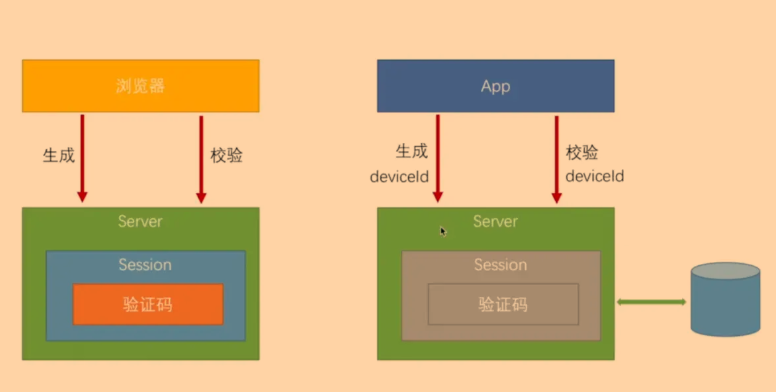 浏览器
生成
校验
Server
Session
验证码
App
生成
deviceId
校验
deviceId
Server
Session
验证码